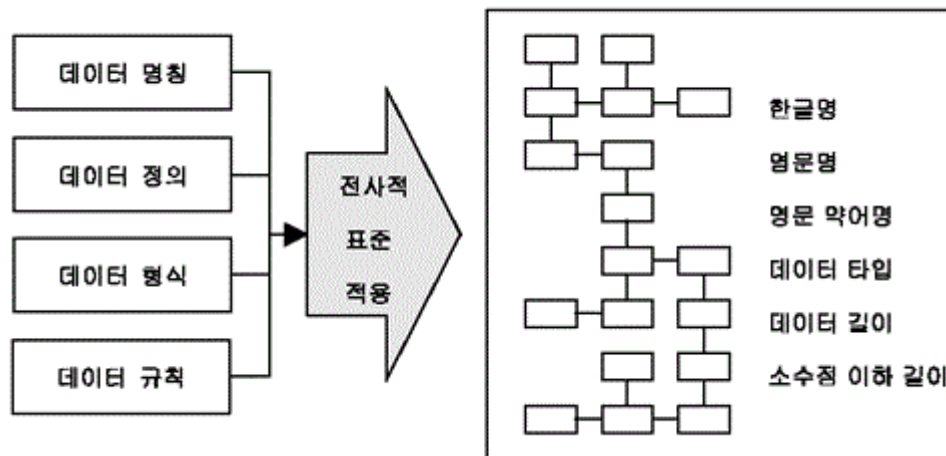 데이터 명칭
데이터 정의
데이터 형식
데이터 규칙
전사적
표준
적용
한글명
영문명
영문 약어명
데이터 타입
데이터 길이
소수점 이하 길이